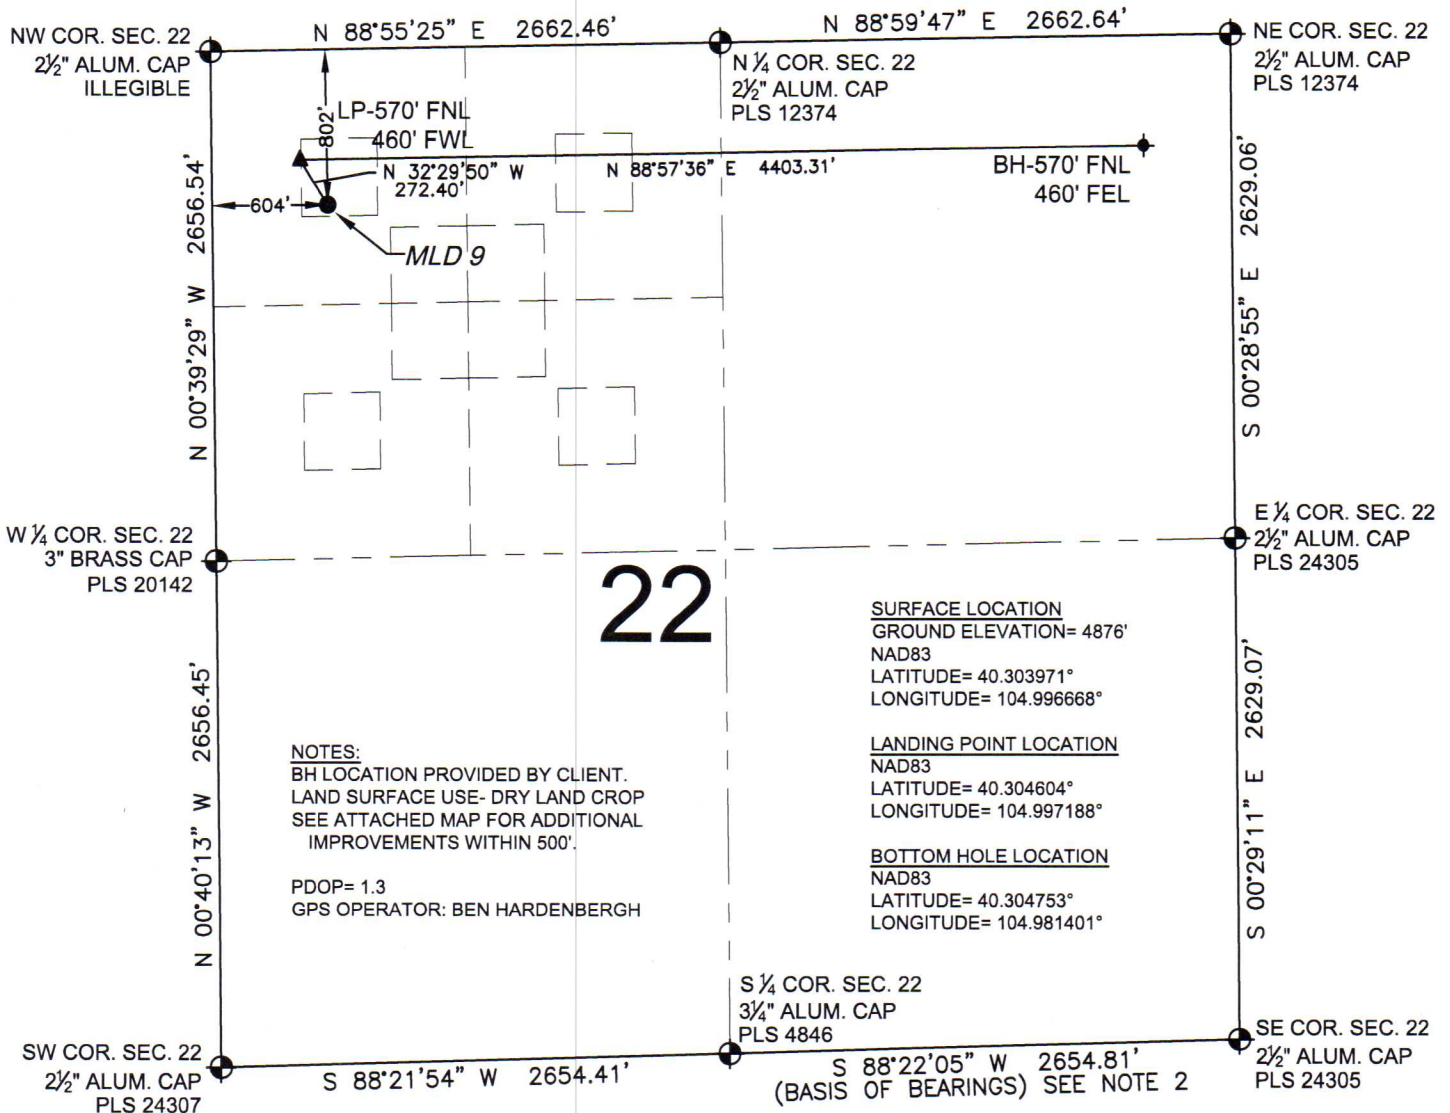 N 88°55'25" E 2662.46'
N 88°59'47" E 2662.64'
NW COR. SEC. 22
2½" ALUM. CAP
ILLEGIBLE
N ¼ COR. SEC. 22
2½" ALUM. CAP
PLS 12374
NE COR. SEC. 22
2½" ALUM. CAP
PLS 12374
802'
LP-570' FNL
460' FWL
N 32°29'50" W
272.40'
N 88°57'36" E 4403.31'
BH-570' FNL
460' FEL
604'
MLD 9
N 00°39'29" W 2656.54'
S 00°28'55" E 2629.06'
W ¼ COR. SEC. 22
3" BRASS CAP
PLS 20142
E ¼ COR. SEC. 22
2½" ALUM. CAP
PLS 24305
22
SURFACE LOCATION
GROUND ELEVATION= 4876'
NAD83
LATITUDE= 40.303971°
LONGITUDE= 104.996668°
LANDING POINT LOCATION
NAD83
LATITUDE= 40.304604°
LONGITUDE= 104.997188°
BOTTOM HOLE LOCATION
NAD83
LATITUDE= 40.304753°
LONGITUDE= 104.981401°
NOTES:
BH LOCATION PROVIDED BY CLIENT.
LAND SURFACE USE- DRY LAND CROP
SEE ATTACHED MAP FOR ADDITIONAL
IMPROVEMENTS WITHIN 500'.
PDOP= 1.3
GPS OPERATOR: BEN HARDENBERGH
N 00°40'13" W 2656.45'
S 00°29'11" E 2629.07'
S ¼ COR. SEC. 22
3¼" ALUM. CAP
PLS 4846
SW COR. SEC. 22
2½" ALUM. CAP
PLS 24307
S 88°21'54" W 2654.41'
S 88°22'05" W 2654.81'
(BASIS OF BEARINGS) SEE NOTE 2
SE COR. SEC. 22
2½" ALUM. CAP
PLS 24305